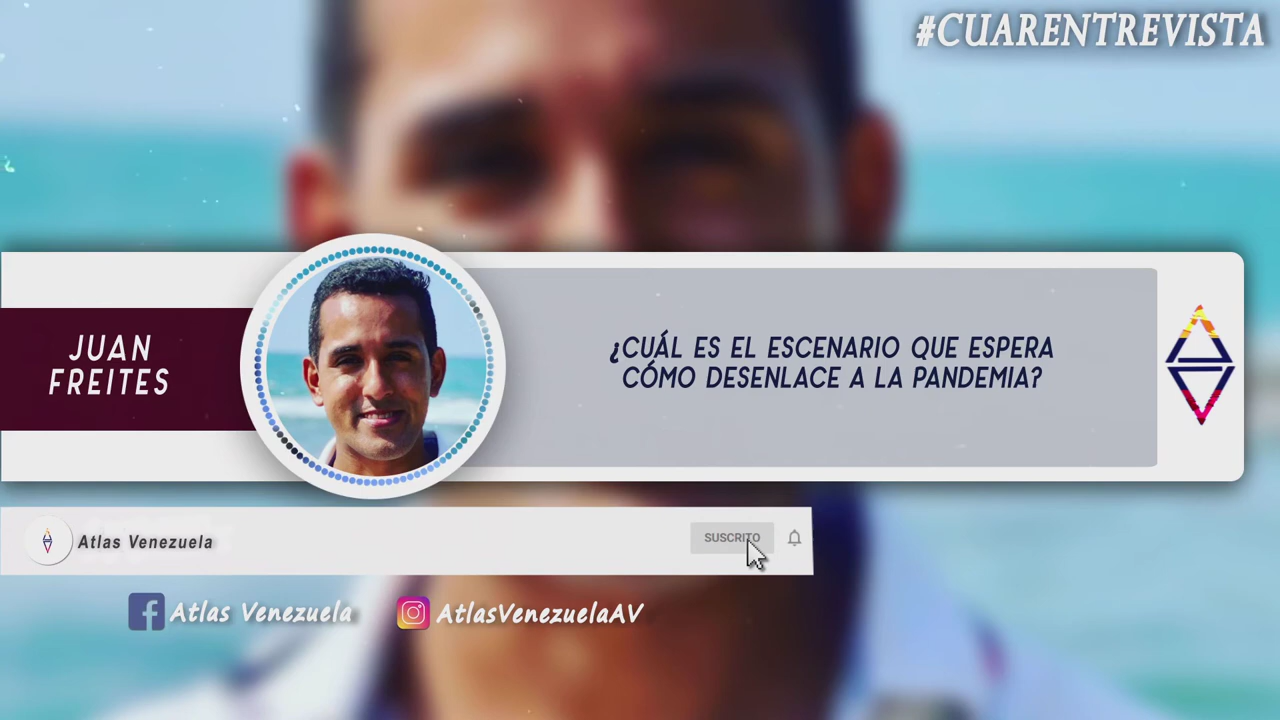 #CUARENTREVISTA
JUAN
FREITES
¿CUÁL ES EL ESCENARIO QUE ESPERA
CÓMO DESENLACE A LA PANDEMIA?
Atlas Venezuela
SUSCRITO
Atlas Venezuela
AtlasVenezuelaAV